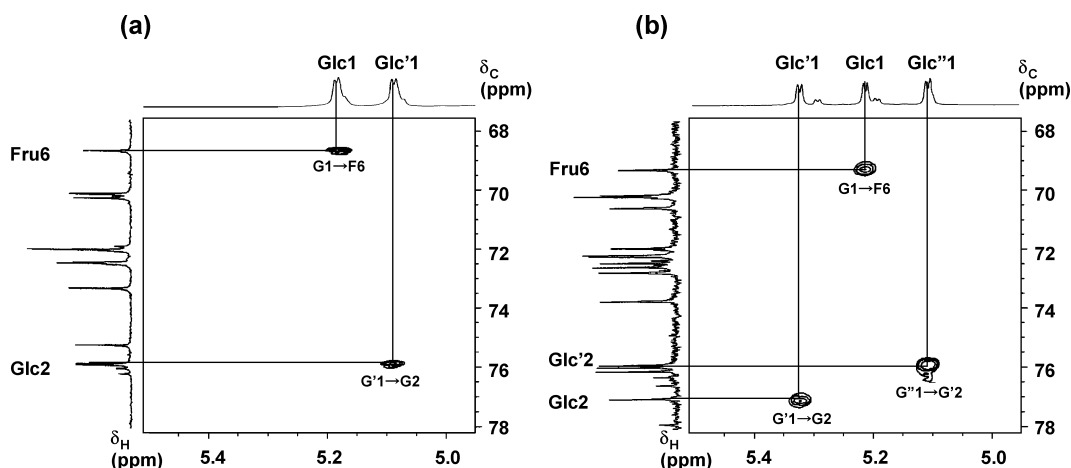 (a)
Glc1 Glc'1
δC
(ppm)
68
Fru6
G1→F6
70
72
74
Glc2
76
G'1→G2
78
δH
(ppm)
5.4 5.2 5.0
(b)
Glc'1 Glc1 Glc"1
δC
(ppm)
68
Fru6
G1→F6
70
72
74
Glc'2
76
G"1→G'2
Glc2
G'1→G2
78
δH
(ppm)
5.4 5.2 5.0